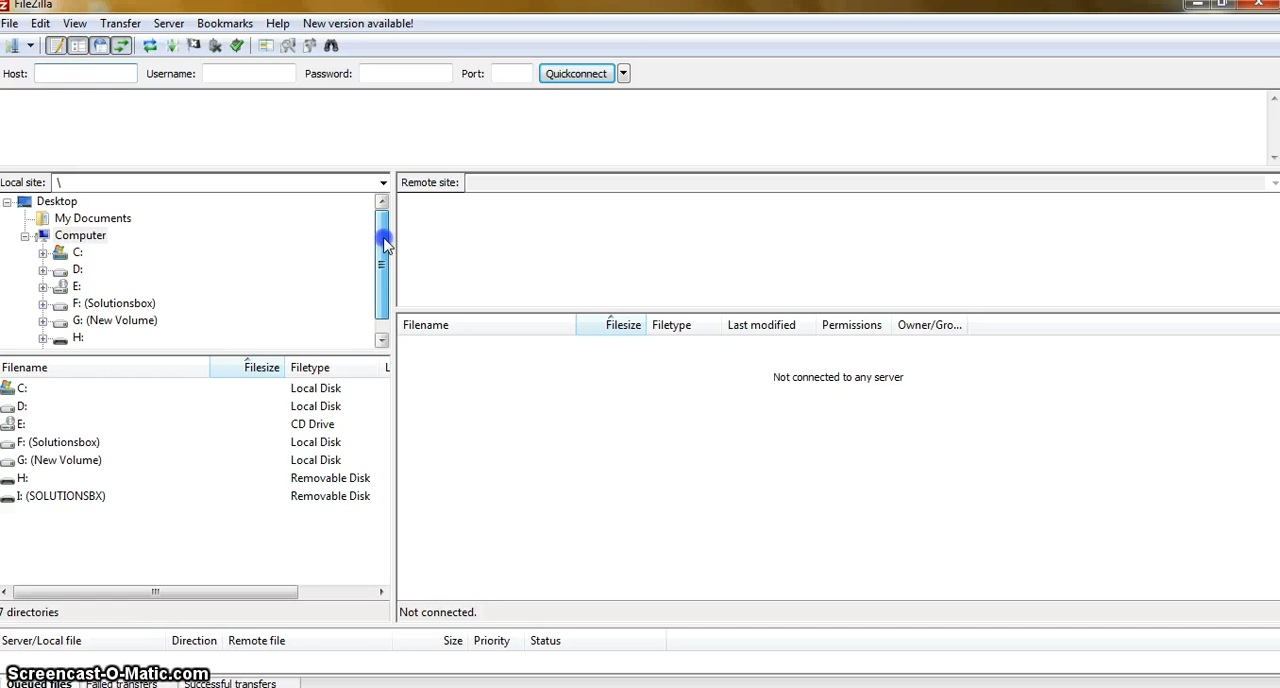 FileZilla
File Edit View Transfer Server Bookmarks Help New version available!
Host: Username: Password: Port: Quickconnect
Local site: \
Remote site:
Desktop
My Documents
Computer
C:
D:
E:
F: (Solutionsbox)
G: (New Volume)
H:
Filename Filesize Filetype Last modified Permissions Owner/Gro...
Not connected to any server
Filename Filesize Filetype L
C: Local Disk
D: Local Disk
E: CD Drive
F: (Solutionsbox) Local Disk
G: (New Volume) Local Disk
H: Removable Disk
I: (SOLUTIONSBX) Removable Disk
7 directories
Not connected.
Server/Local file Direction Remote file Size Priority Status
Screencast-O-Matic.com
Queued files Failed transfers Successful transfers